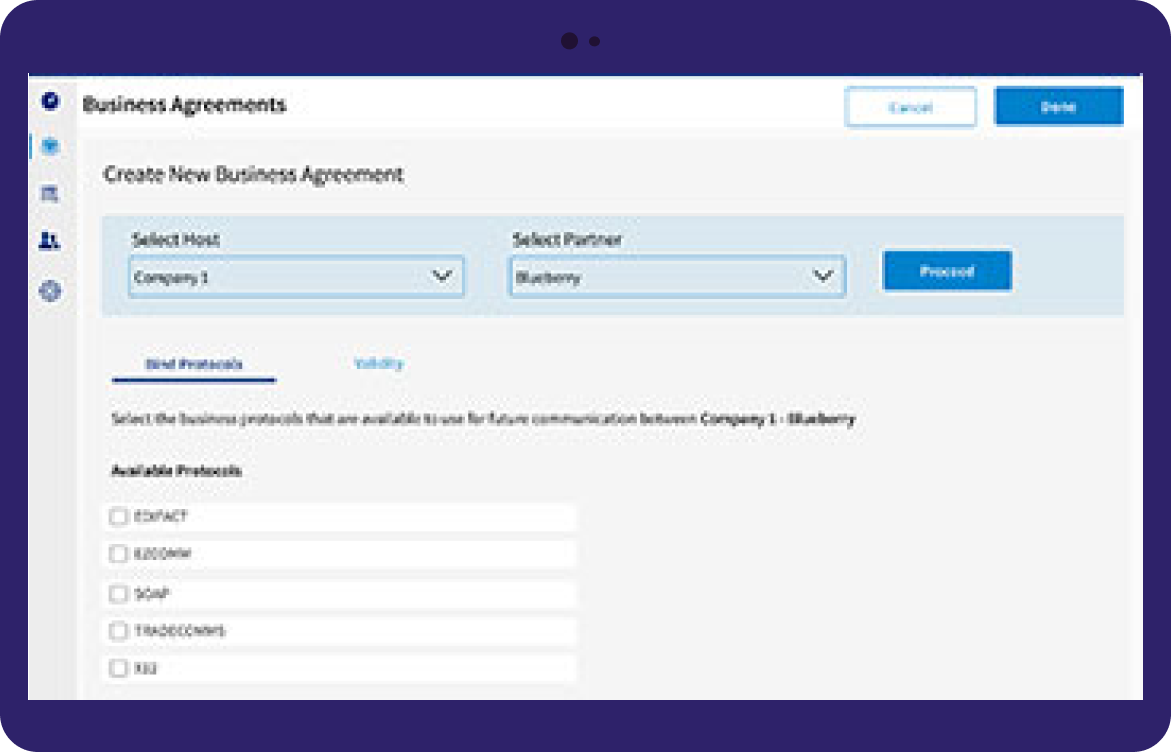 Business Agreements
Cancel
Done
Create New Business Agreement
Select Host
Select Partner
Company 1
Blueberry
Proceed
Bind Protocols
Validity
Select the business protocols that are available to use for future communication between Company 1 - Blueberry
Available Protocols
EDIFACT
EZCOMM
SOAP
TRADECOMMS
X12